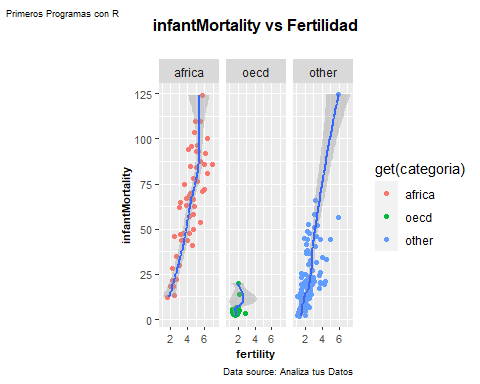 Primeros Programas con R
infantMortality vs Fertilidad
africa
oecd
other
125
100
75
50
25
0
infantMortality
2 4 6
2 4 6
2 4 6
fertility
get(categoria)
africa
oecd
other
Data source: Analiza tus Datos